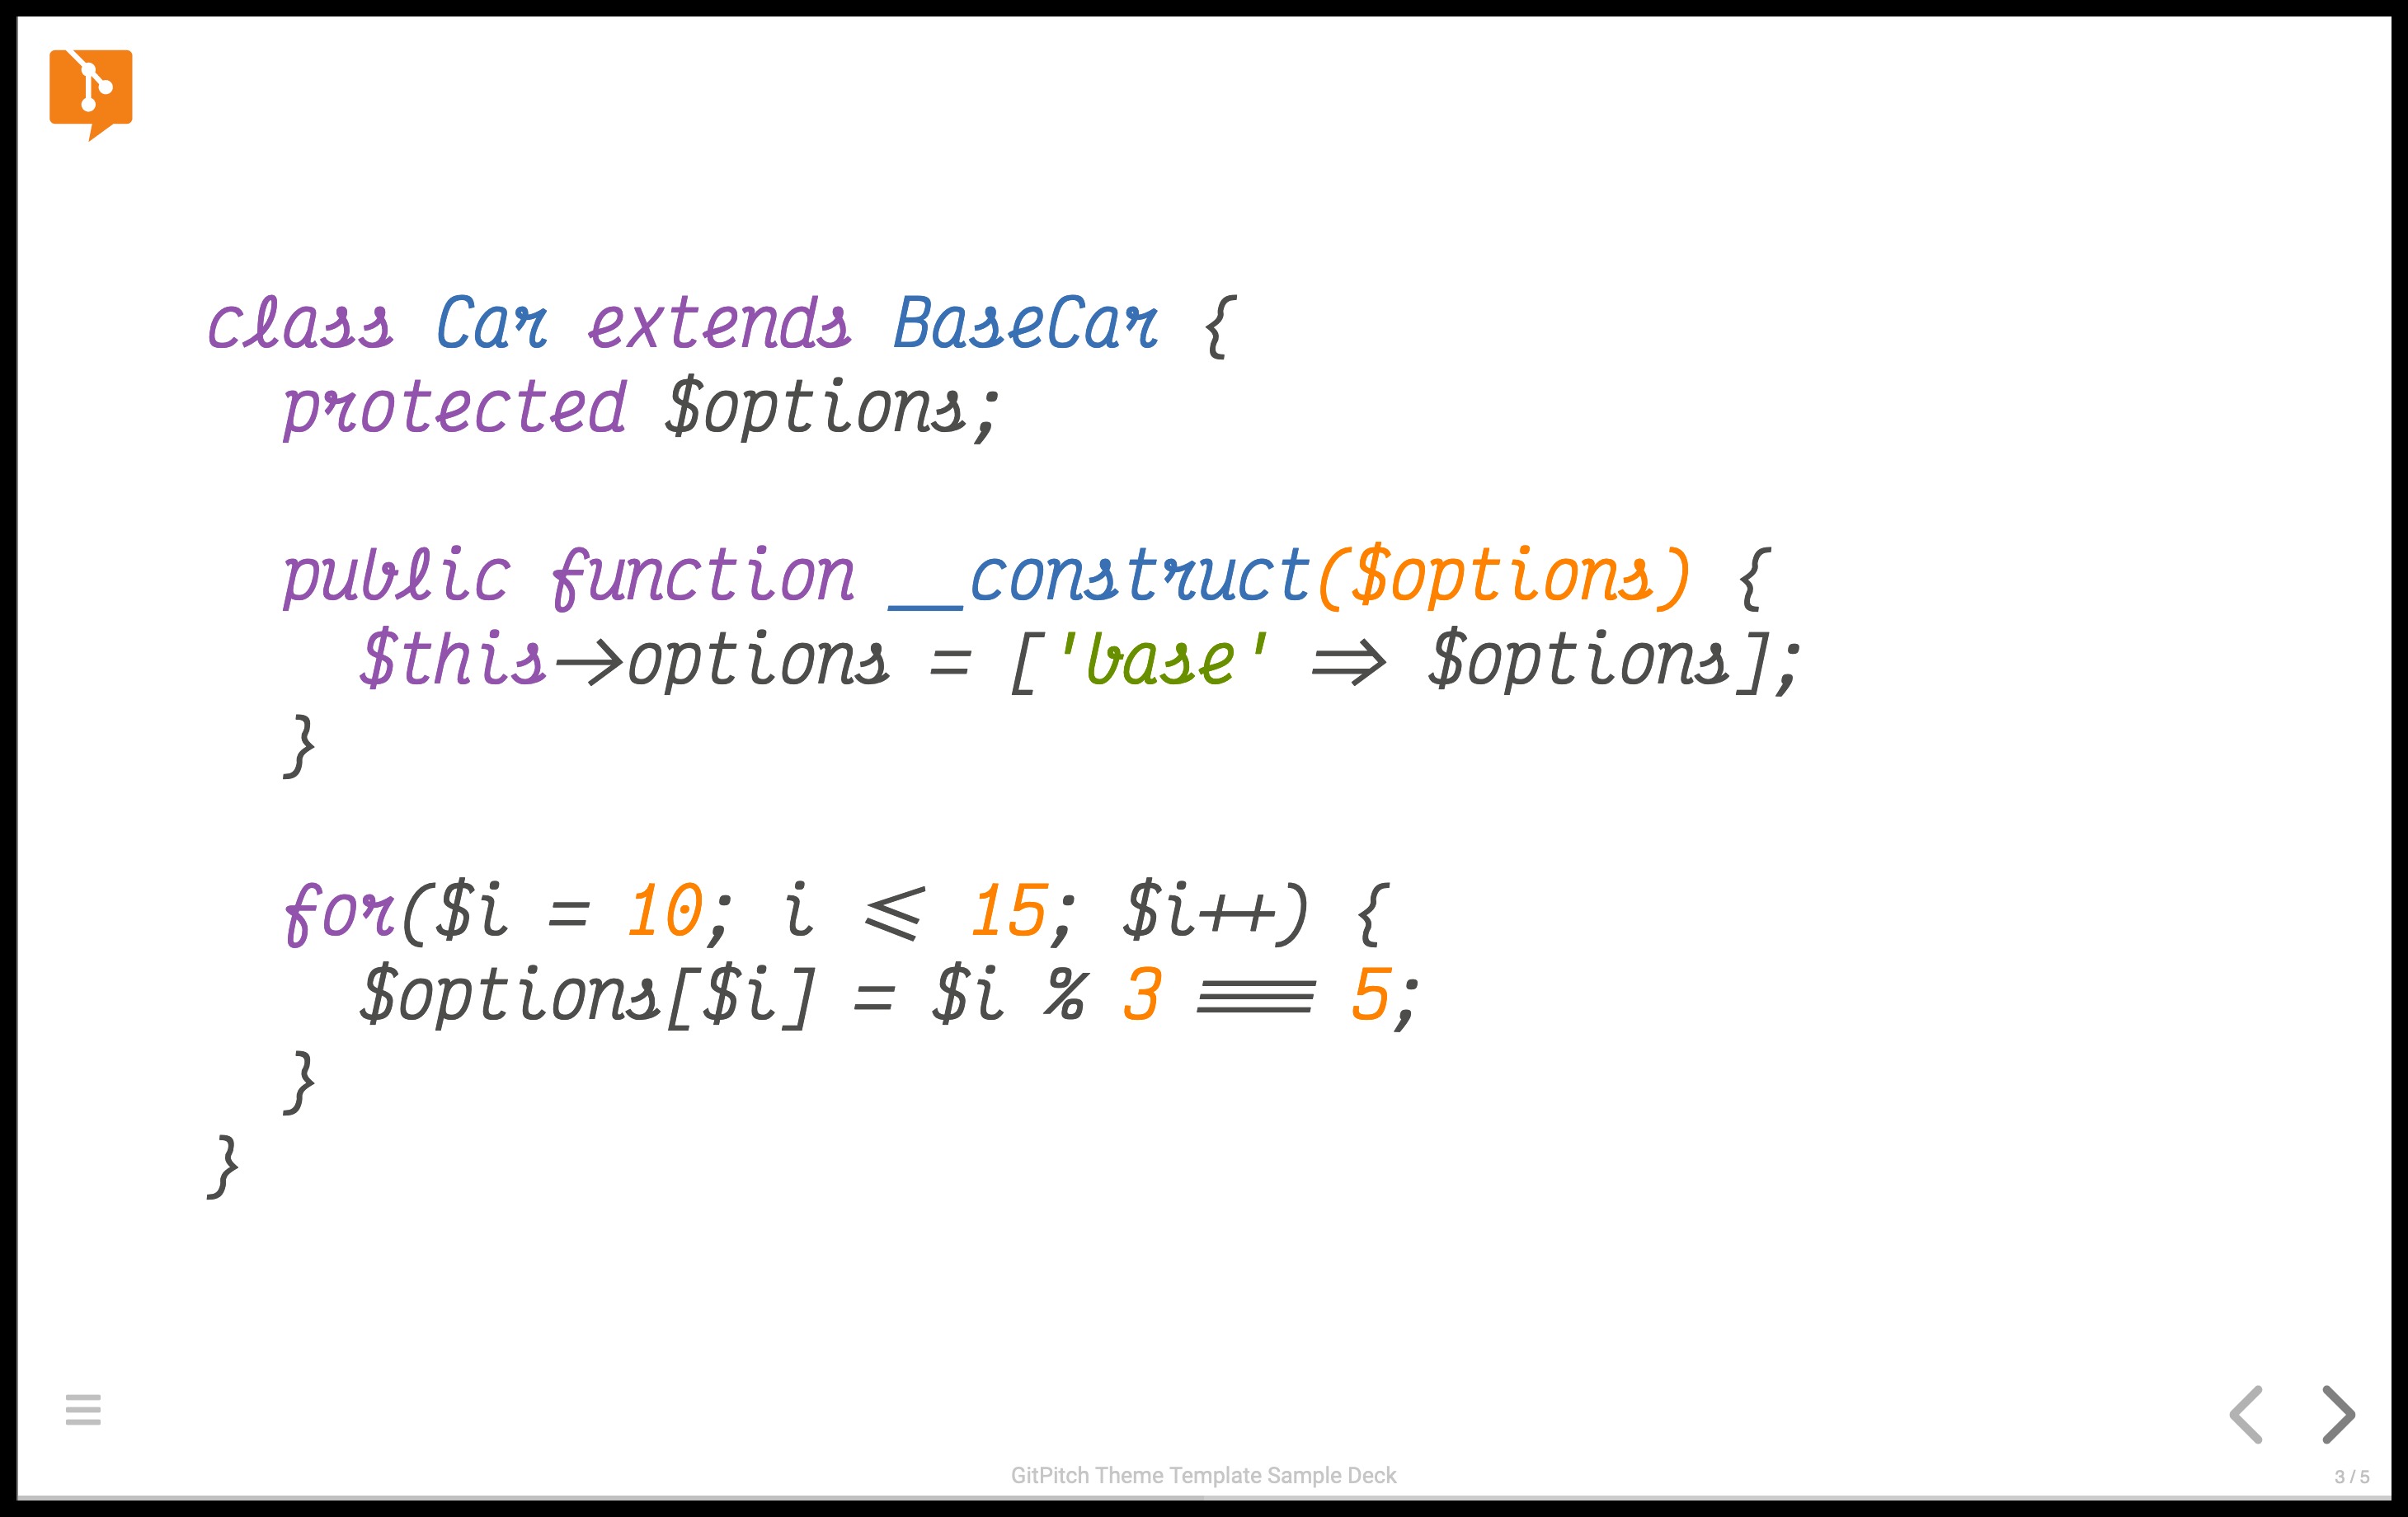 class Car extends BaseCar {
  protected $options;
  public function __construct($options) {
    $this->options = ['base' => $options];
  }
  for($i = 10; i <= 15; $i++) {
    $options[$i] = $i % 3 === 5;
  }
}
GitPitch Theme Template Sample Deck
3 / 5